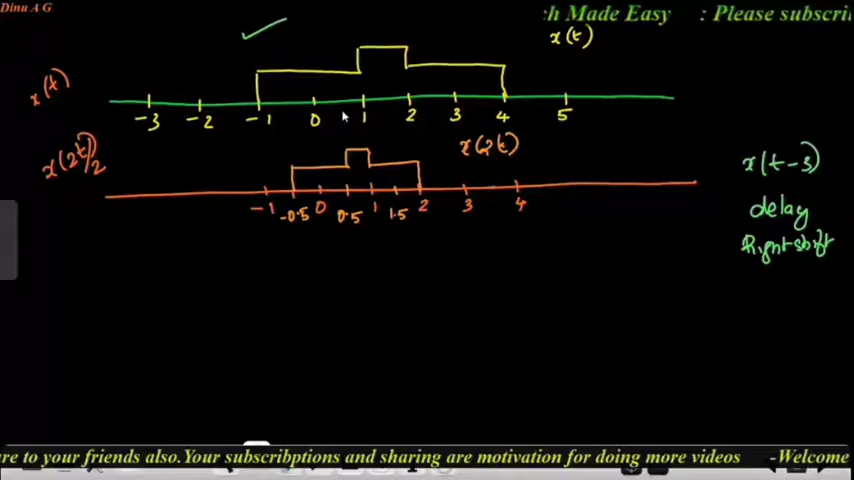 Dinu A G
:h Made Easy : Please subscri
x(t)
x(t)
-3 -2 -1 0 1 2 3 4 5
x(2t)
x(2t)/2
-1 -0.5 0 0.5 1 1.5 2 3 4
x(t-3)
delay
Right-shift
re to your friends also.Your subscribptions and sharing are motivation for doing more videos -Welcome